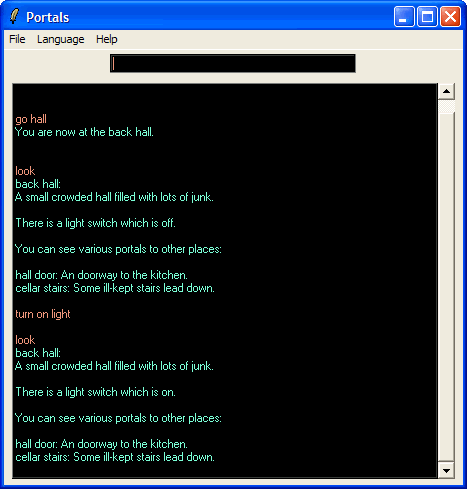 Portals
File Language Help
go hall
You are now at the back hall.
look
back hall:
A small crowded hall filled with lots of junk.
There is a light switch which is off.
You can see various portals to other places:
hall door: An doorway to the kitchen.
cellar stairs: Some ill-kept stairs lead down.
turn on light
look
back hall:
A small crowded hall filled with lots of junk.
There is a light switch which is on.
You can see various portals to other places:
hall door: An doorway to the kitchen.
cellar stairs: Some ill-kept stairs lead down.